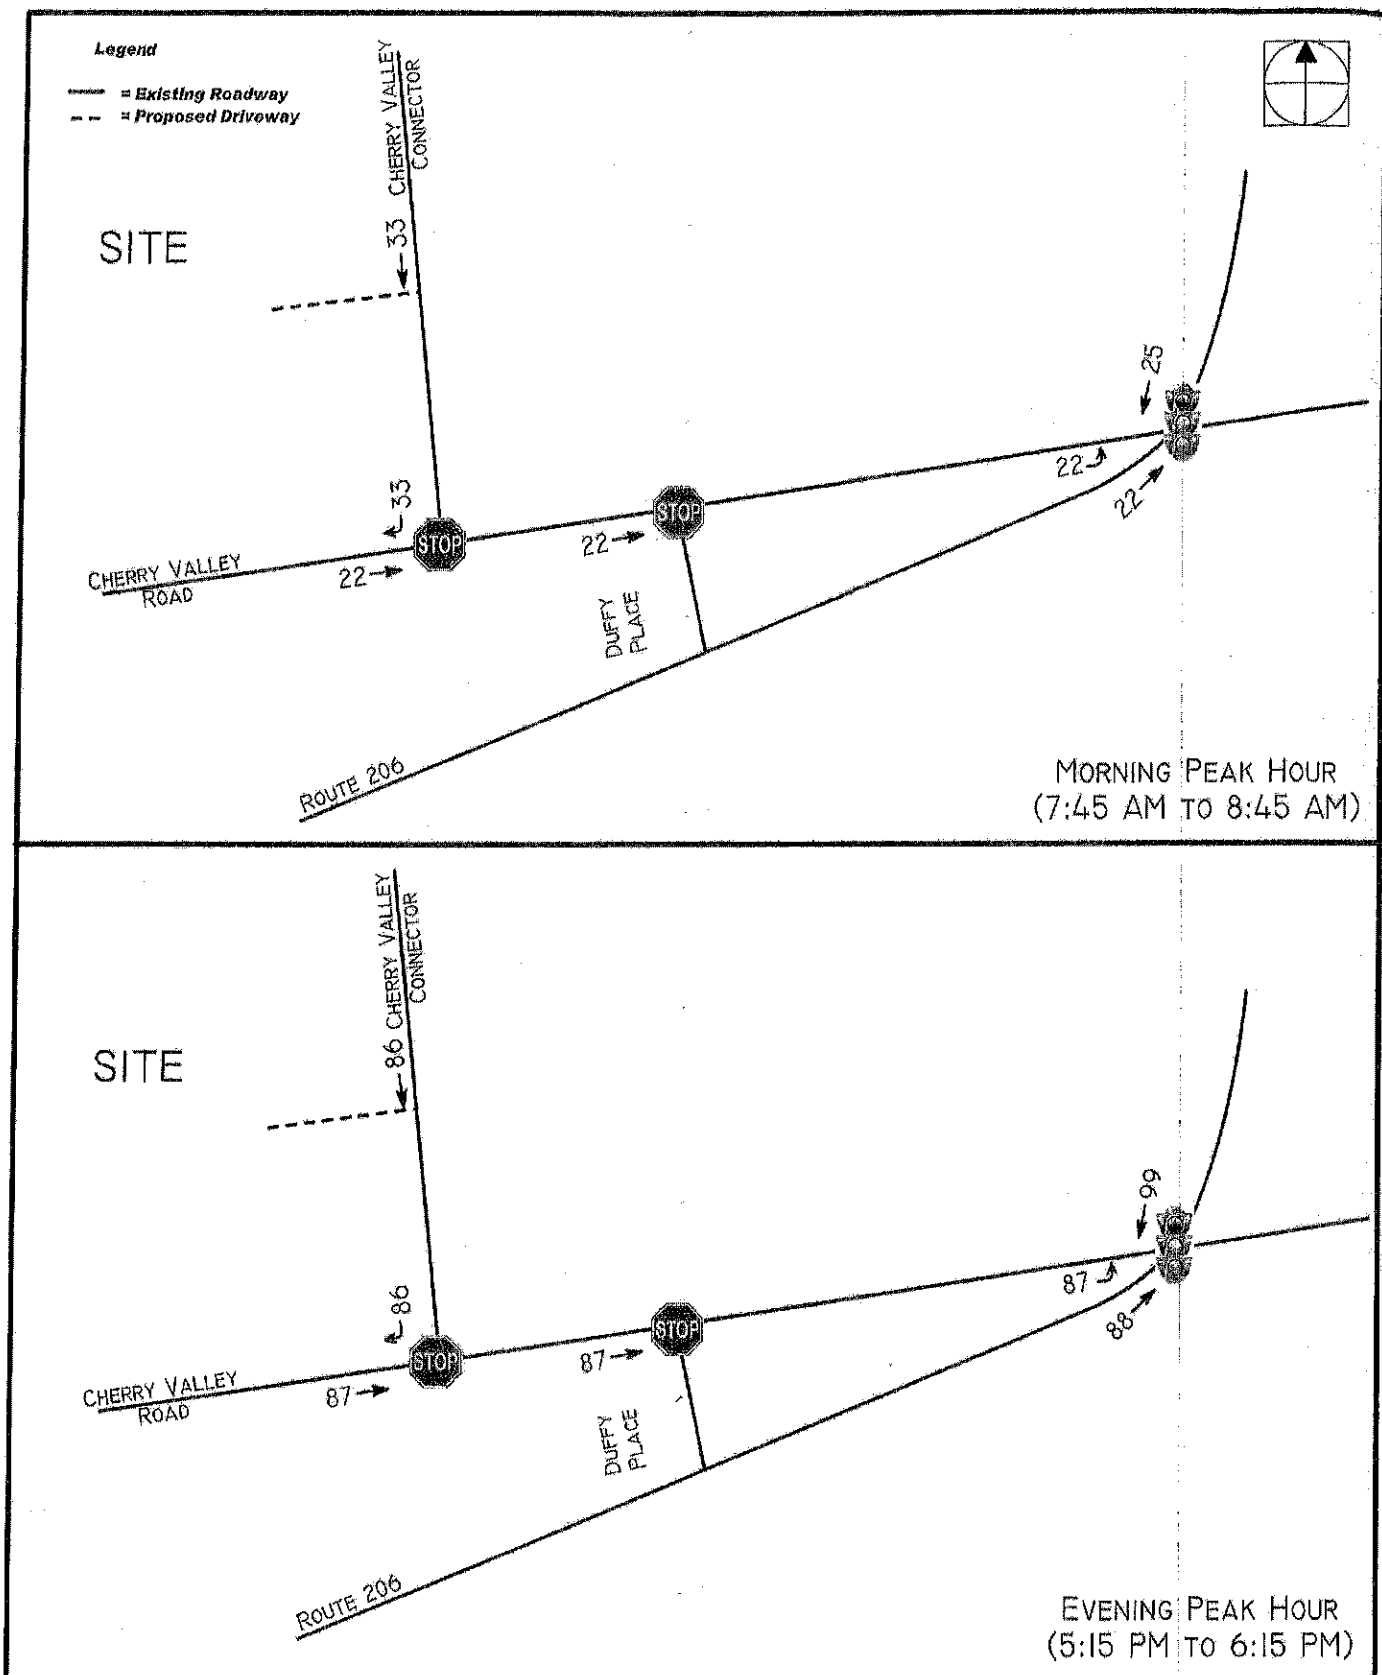 Legend
= Existing Roadway
= Proposed Driveway
CHERRY VALLEY
CONNECTOR
33
SITE
25
22
22
33
STOP
STOP
22
22
CHERRY VALLEY
ROAD
DUFFY
PLACE
ROUTE 206
MORNING PEAK HOUR
(7:45 AM TO 8:45 AM)
CHERRY VALLEY
CONNECTOR
86
SITE
99
87
88
86
STOP
STOP
87
87
CHERRY VALLEY
ROAD
DUFFY
PLACE
ROUTE 206
EVENING PEAK HOUR
(5:15 PM TO 6:15 PM)